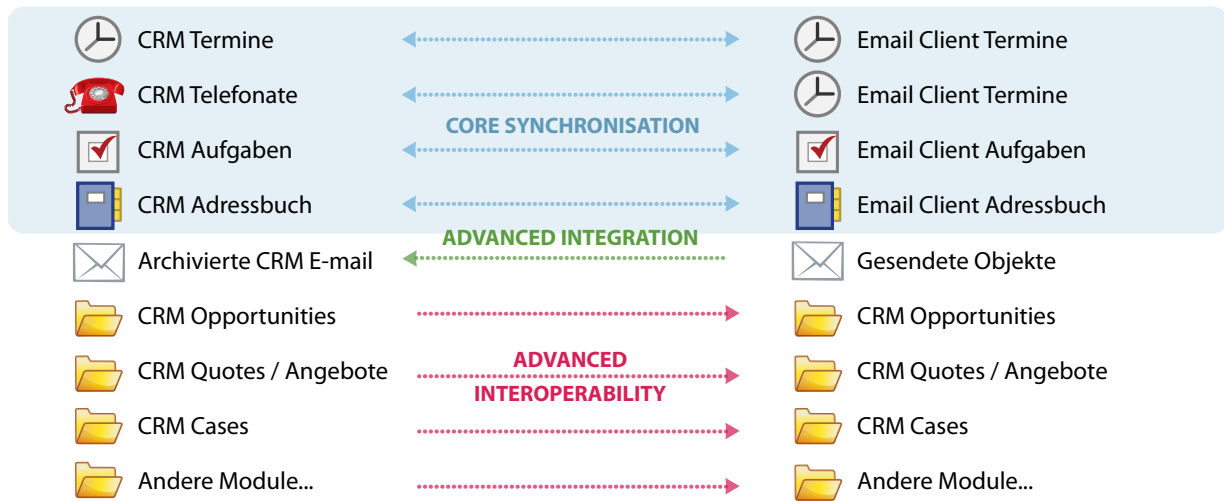 CRM Termine
Email Client Termine
CRM Telefonate
Email Client Termine
CORE SYNCHRONISATION
CRM Aufgaben
Email Client Aufgaben
CRM Adressbuch
Email Client Adressbuch
ADVANCED INTEGRATION
Archivierte CRM E-mail
Gesendete Objekte
CRM Opportunities
CRM Opportunities
ADVANCED
CRM Quotes / Angebote
CRM Quotes / Angebote
INTEROPERABILITY
CRM Cases
CRM Cases
Andere Module...
Andere Module...